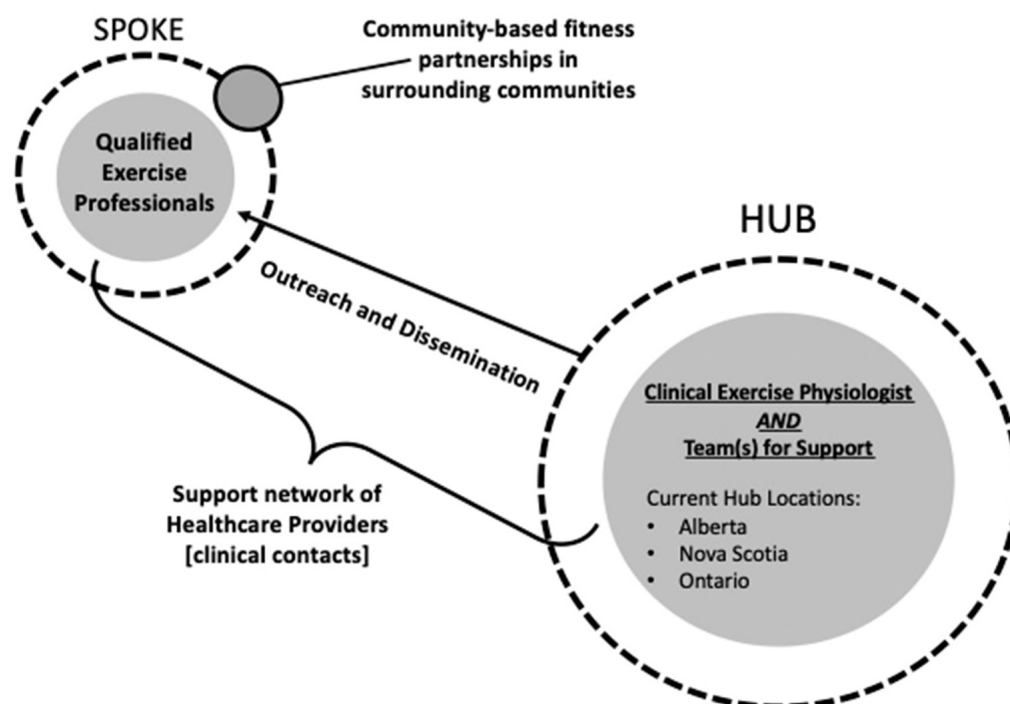 SPOKE
Community-based fitness
partnerships in
surrounding communities
Qualified
Exercise
Professionals
Outreach and Dissemination
HUB
Clinical Exercise Physiologist
AND
Team(s) for Support
Current Hub Locations:
• Alberta
• Nova Scotia
• Ontario
Support network of
Healthcare Providers
[clinical contacts]